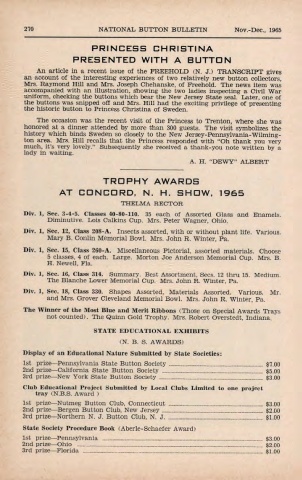 270 NATIONAL BUTTON BULLETIN Nov.-Dec., 1965
PRINCESS CHRISTINA
PRESENTED WITH A BUTTON
An article in a recent issue of the FREEHOLD (N. J.) TRANSCRIPT gives
an account of the interesting experiences of two relatively new button collectors,
Mrs. Raymond Hill and Mrs. Joseph Chrbanske, of Freehold. The news item was
accompanied with an illustration, showing the two ladies inspecting a Civil War
uniform, checking the buttons which bear the New Jersey State seal. Later, one of
the buttons was snipped off and Mrs. Hill had the exciting privilege of presenting
this historic button to Princess Christina of Sweden.
The occasion was the recent visit of the Princess to Trenton, where she was
honored at a dinner attended by more than 300 guests. The visit symbolizes the
history which binds Sweden so closely to the New Jersey-Pennsylvania-Wilming-
ton area. Mrs. Hill recalls that the Princess responded with "Oh thank you very
much, it's very lovely." Subsequently she received a thank-you note written by a
lady in waiting.
A. H. "DEWY" ALBERT
TROPHY AWARDS
AT CONCORD, N. H. SHOW, 1965
THELMA RECTOR
Div. 1, Sec. 3-4-5. Classes 40-80-110. 35 each of Assorted Glass and Enamels.
Diminutive. Lois Calkins Cup. Mrs. Peter Wagner, Ohio.
Div. 1, Sec. 12, Class 208-A. Inserts assorted, with or without plant life. Various.
Mary B. Conlin Memorial Bowl. Mrs. John R. Winter, Pa.
Div. 1, Sec. 15, Class 260-A. Miscellaneous Pictorial, assorted materials. Choose
5 classes, 4 of each. Large. Morton Joe Anderson Memorial Cup. Mrs. B.
H. Newell, Fla.
Div. 1, Sec. 16, Class 314. Summary. Best Assortment, Secs. 12 thru 15. Medium.
The Blanche Lower Memorial Cup. Mrs. John R. Winter, Pa.
Div. 1, Sec. 18, Class 320. Shapes Assorted, Materials Assorted. Various. Mr.
and Mrs. Grover Cleveland Memorial Bowl. Mrs. John R. Winter, Pa.
The Winner of the Most Blue and Merit Ribbons (Those on Special Awards Trays
not counted). The Quinn Cost Trophy. Mrs. Robert Overstedt, Indiana.
STATE EDUCATIONAL EXHIBITS
(N. B. S. AWARDS)
Display of an Educational Nature Submitted by State Societies:
1st prize—Pennsylvania State Button Society $7.00
2nd prize—California State Button Society $5.00
3rd prize—New York State Button Society $3.00
Club Educational Project Submitted by Local Clubs Limited to one project
tray (N.B.S. Award)
1st prize—Nutmeg Button Club, Connecticut $3.00
2nd prize—Bergen Button Club, New Jersey $2.00
3rd prize—Northern N. J. Button Club, N. J. $1.00
State Society Procedure Book (Aberle-Schaefer Award)
1st prize—Pennsylvania $3.00
2nd prize—Ohio $2.00
3rd prize—Florida $1.00